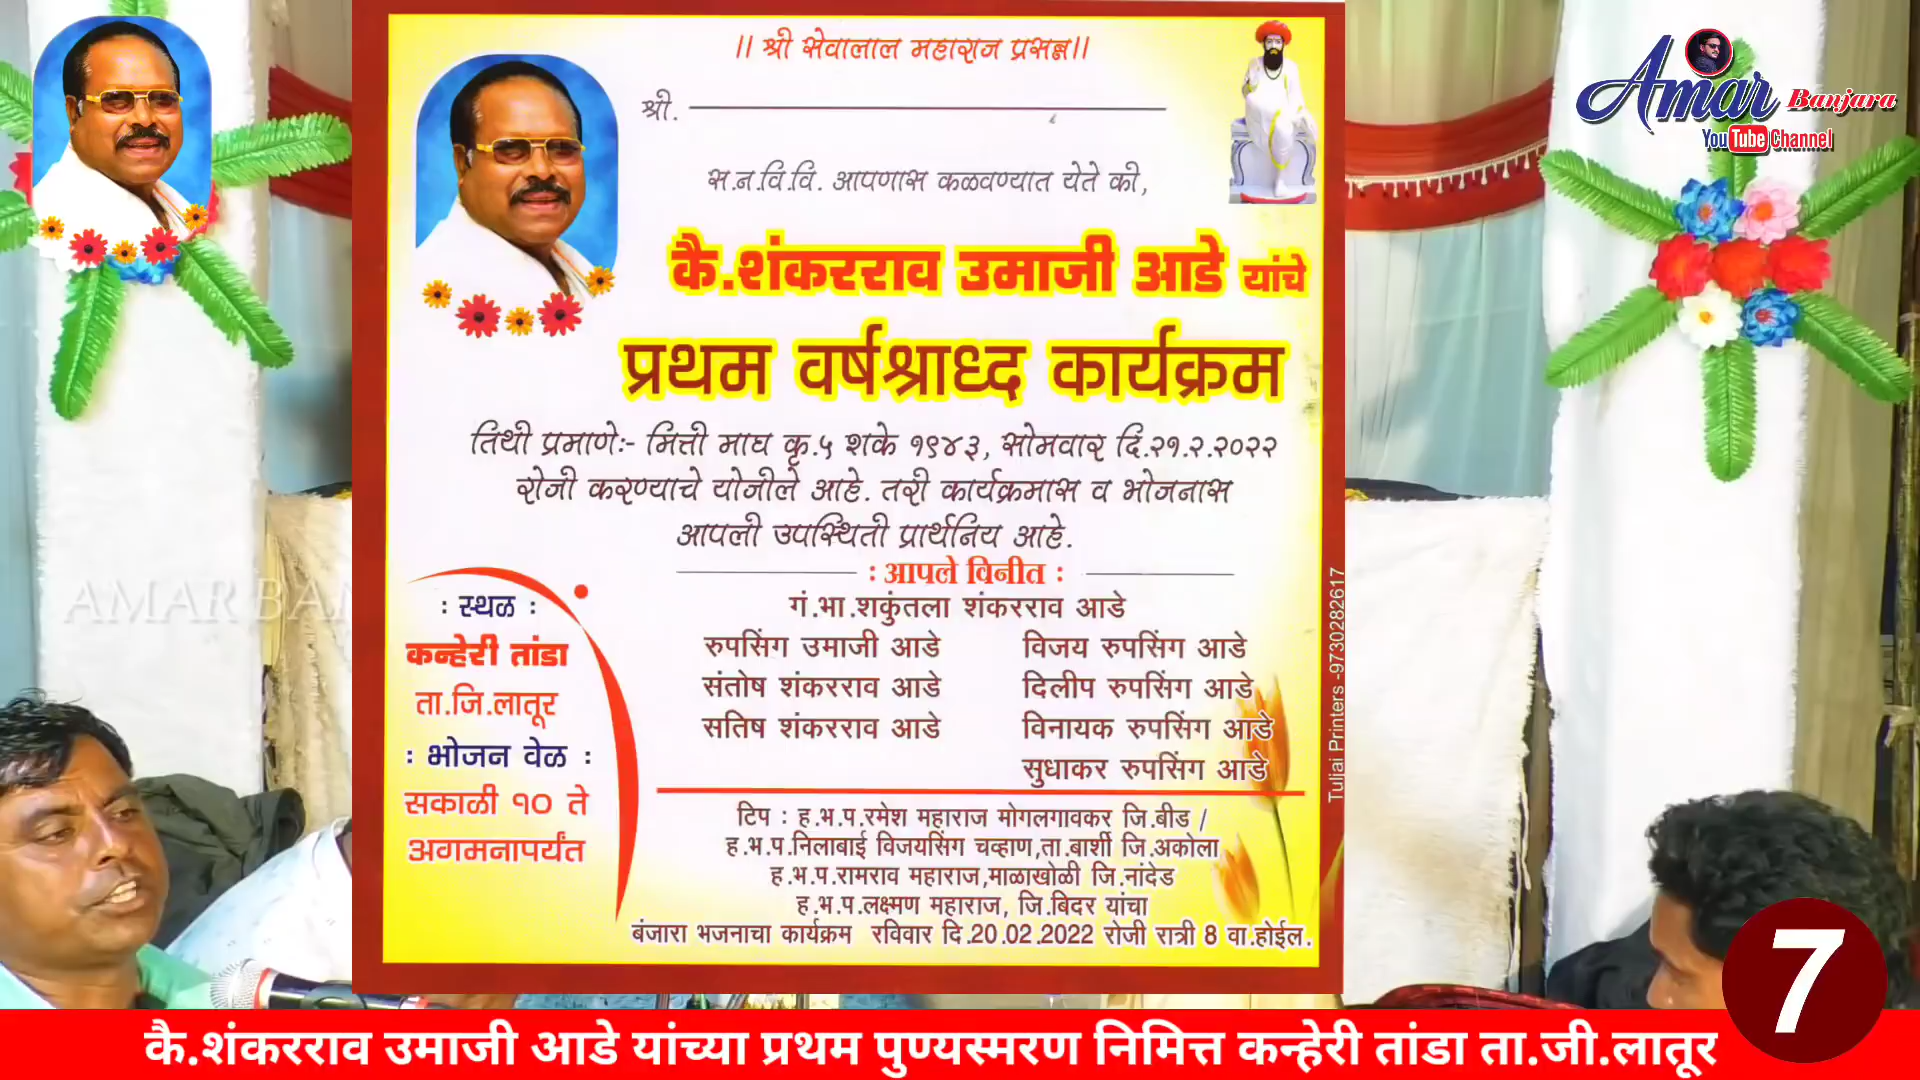 || श्री सेवालाल महाराज प्रसन्न||
श्री.
स.न.वि.वि. आपणास कळवण्यात येते की,
कै.शंकरराव उमाजी आडे यांचे
प्रथम वर्षश्राध्द कार्यक्रम
तिथी प्रमाणेः- मित्ती माघ कृ.५ शके १९४३, सोमवार दि.२१.२.२०२२
रोजी करण्याचे योजीले आहे. तरी कार्यक्रमास व भोजनास
आपली उपस्थिती प्रार्थनिय आहे.
: आपले विनीत :
गं.भा.शकुंतला शंकरराव आडे
रुपसिंग उमाजी आडे
संतोष शंकरराव आडे
सतिष शंकरराव आडे
विजय रुपसिंग आडे
दिलीप रुपसिंग आडे
विनायक रुपसिंग आडे
सुधाकर रुपसिंग आडे
: स्थळ :
कन्हेरी तांडा
ता.जि.लातूर
: भोजन वेळ :
सकाळी १० ते
अगमनापर्यंत
टिप : ह.भ.प.रमेश महाराज मोगलगावकर जि.बीड /
ह.भ.प.निलाबाई विजयसिंग चव्हाण,ता.बार्शी जि.अकोला
ह.भ.प.रामराव महाराज,माळाखोळी जि.नांदेड
ह.भ.प.लक्ष्मण महाराज, जि.बिदर यांचा
बंजारा भजनाचा कार्यक्रम रविवार दि.20.02.2022 रोजी रात्री 8 वा.होईल.
Tuljai Printers -9730282617
Amar Banjara
YouTube Channel
AMAR BAN
7
कै.शंकरराव उमाजी आडे यांच्या प्रथम पुण्यस्मरण निमित्त कन्हेरी तांडा ता.जी.लातूर